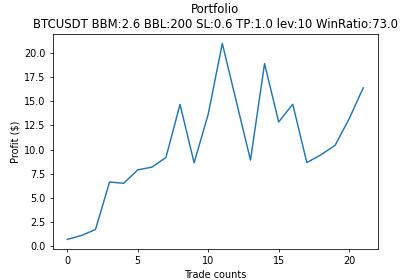 Portfolio
BTCUSDT BBM:2.6 BBL:200 SL:0.6 TP:1.0 lev:10 WinRatio:73.0
20.0
17.5
15.0
12.5
10.0
7.5
5.0
2.5
0.0
Profit ($)
0 5 10 15 20
Trade counts